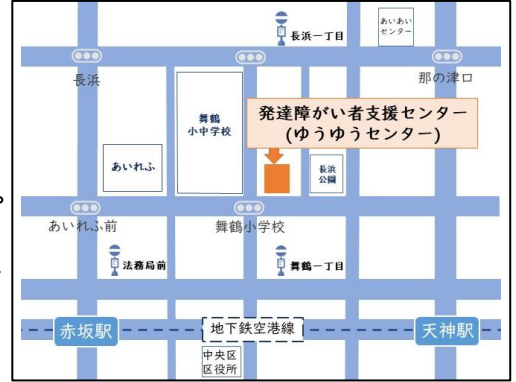 長浜一丁目
あいあい
センター
長浜
那の津口
舞鶴
小中学校
発達障がい者支援センター
(ゆうゆうセンター)
あいれふ
長浜
公園
あいれふ前
舞鶴小学校
法務局前
舞鶴一丁目
赤坂駅
地下鉄空港線
天神駅
中央区
区役所